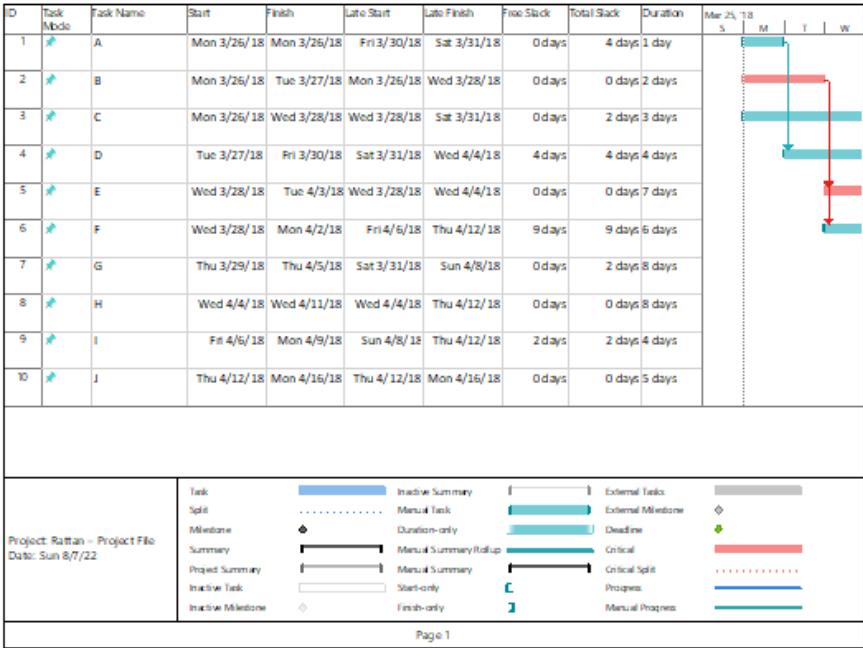 ID Task Mode Task Name Start Finish Late Start Late Finish Free Slack Total Slack Duration Mar 25, '18
S M T W
1 A Mon 3/26/18 Mon 3/26/18 Fri 3/30/18 Sat 3/31/18 0 days 4 days 1 day
2 B Mon 3/26/18 Tue 3/27/18 Mon 3/26/18 Wed 3/28/18 0 days 0 days 2 days
3 C Mon 3/26/18 Wed 3/28/18 Wed 3/28/18 Sat 3/31/18 0 days 2 days 3 days
4 D Tue 3/27/18 Fri 3/30/18 Sat 3/31/18 Wed 4/4/18 4 days 4 days 4 days
5 E Wed 3/28/18 Tue 4/3/18 Wed 3/28/18 Wed 4/4/18 0 days 0 days 7 days
6 F Wed 3/28/18 Mon 4/2/18 Fri 4/6/18 Thu 4/12/18 9 days 9 days 6 days
7 G Thu 3/29/18 Thu 4/5/18 Sat 3/31/18 Sun 4/8/18 0 days 2 days 8 days
8 H Wed 4/4/18 Wed 4/11/18 Wed 4/4/18 Thu 4/12/18 0 days 0 days 8 days
9 I Fri 4/6/18 Mon 4/9/18 Sun 4/8/18 Thu 4/12/18 2 days 2 days 4 days
10 J Thu 4/12/18 Mon 4/16/18 Thu 4/12/18 Mon 4/16/18 0 days 0 days 5 days
Project: Rattan - Project File
Date: Sun 8/7/22
Task Inactive Summary External Tasks
Split Manual Task External Milestone
Milestone Duration-only Deadline
Summary Manual Summary Rollup Critical
Project Summary Manual Summary Critical Split
Inactive Task Start-only Progress
Inactive Milestone Finish-only Manual Progress
Page 1